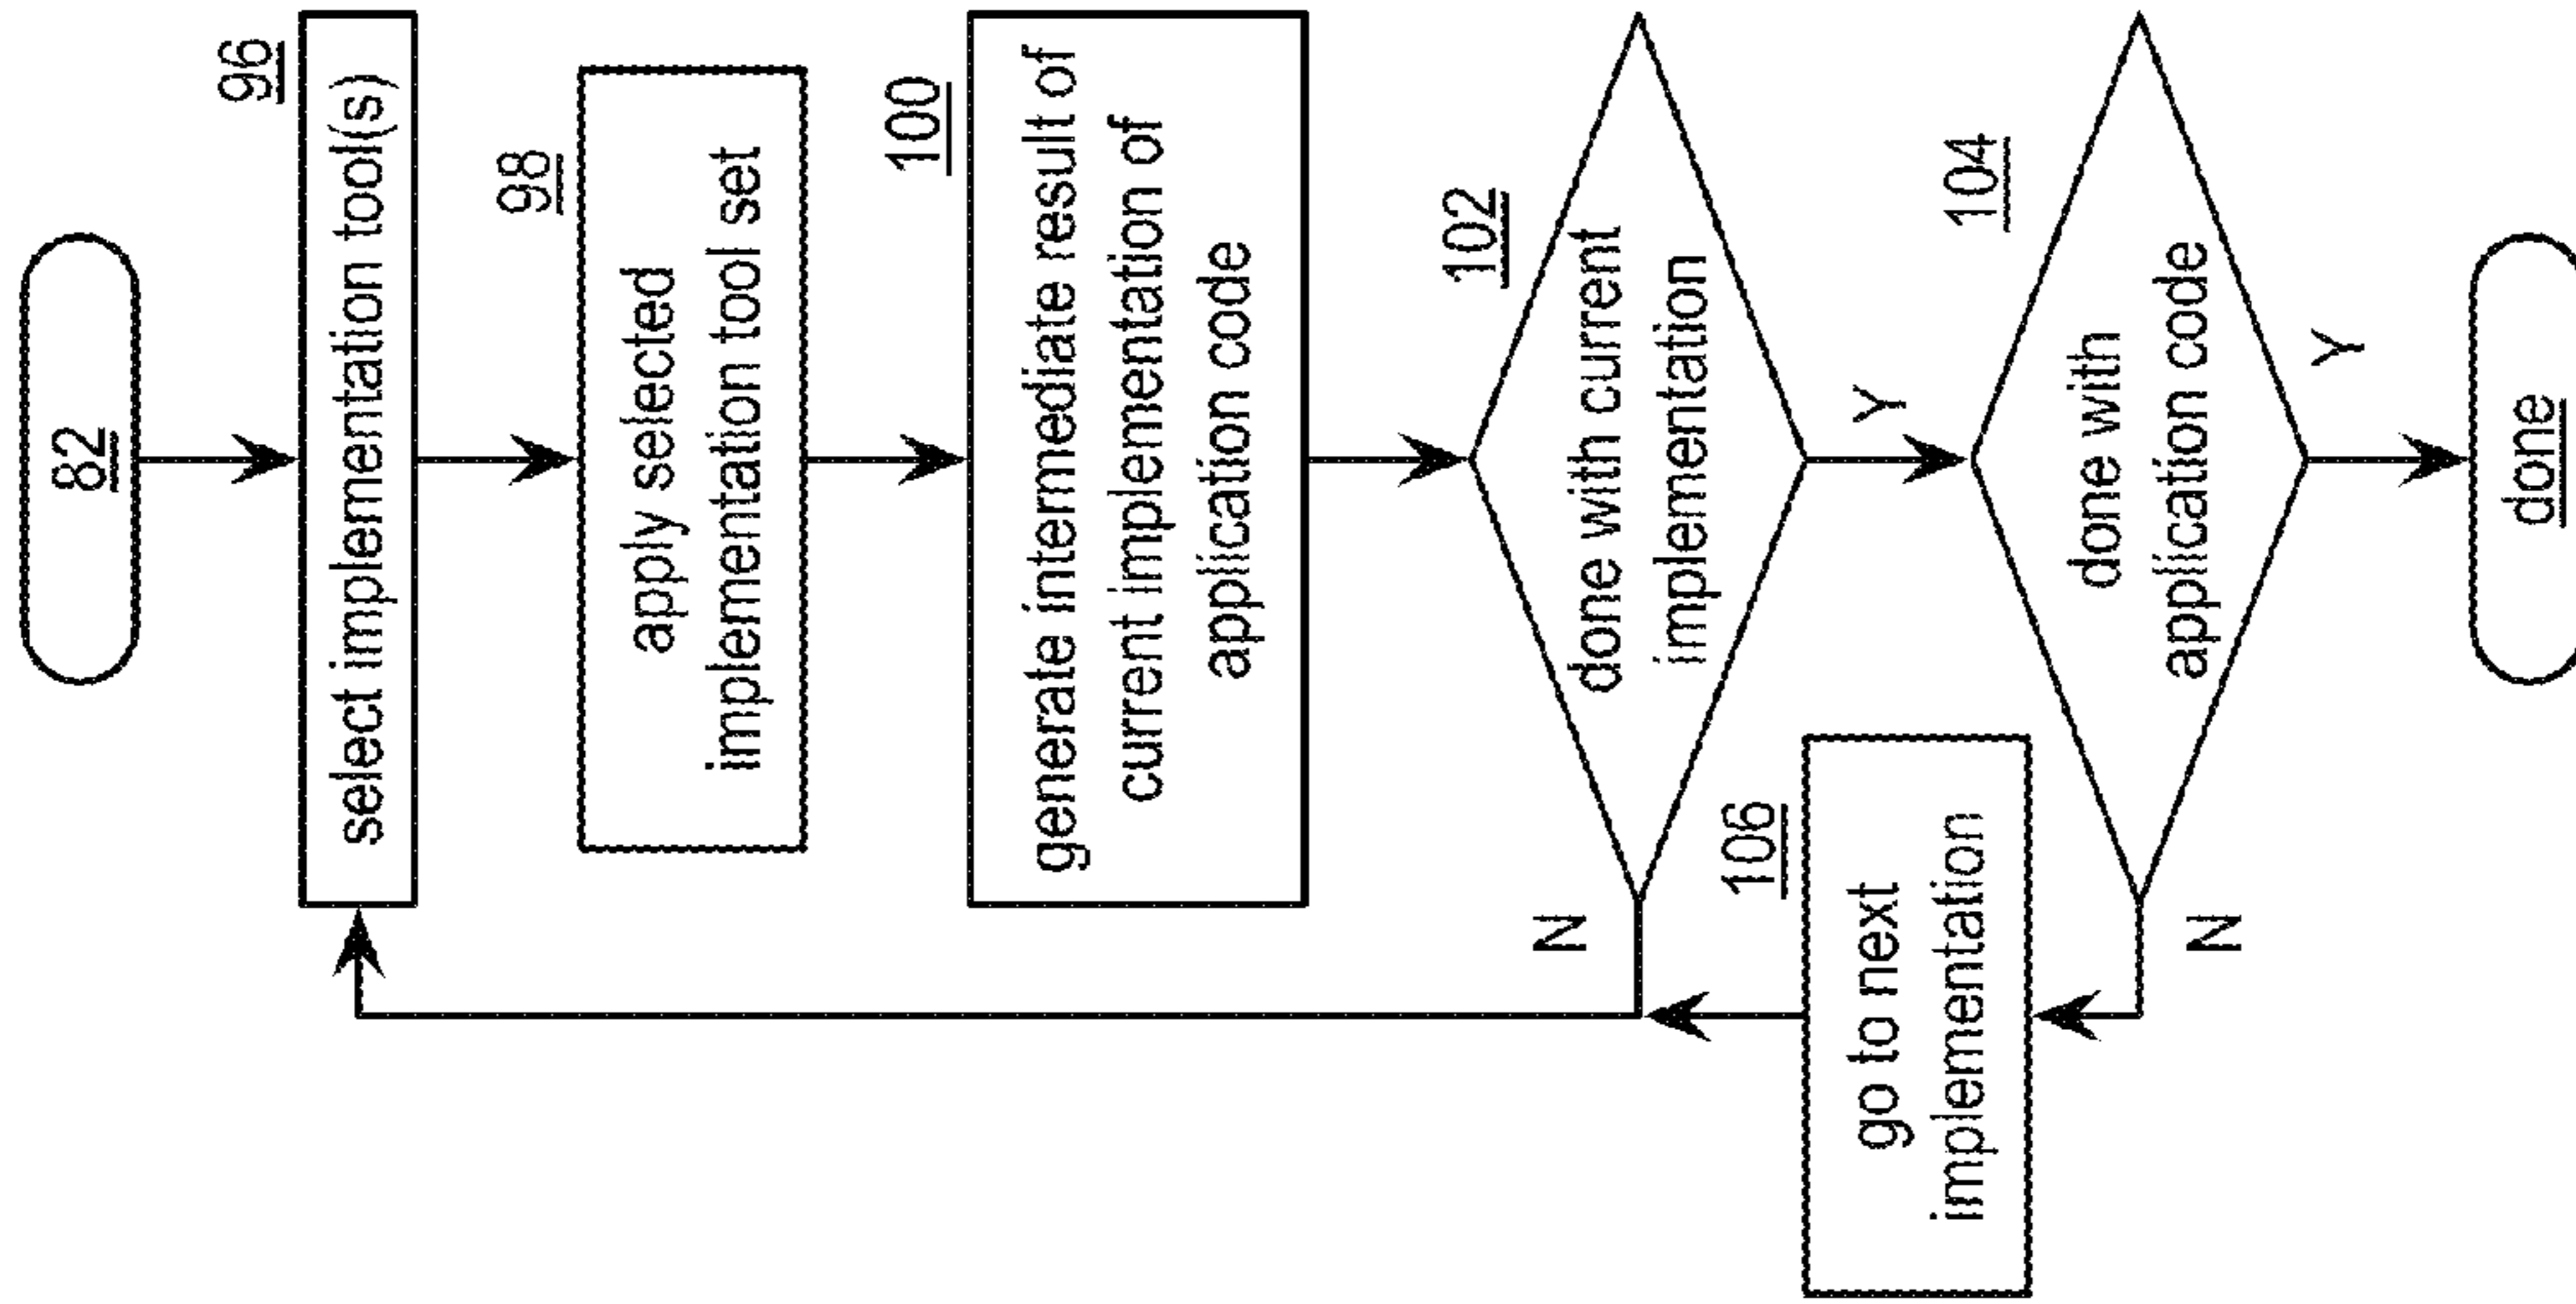 82
96
select implementation tool(s)
98
apply selected
implementation tool set
100
generate intermediate result of
current implementation of
application code
102
done with current
implementation
N
Y
106
go to next
implementation
104
done with
application code
N
Y
done